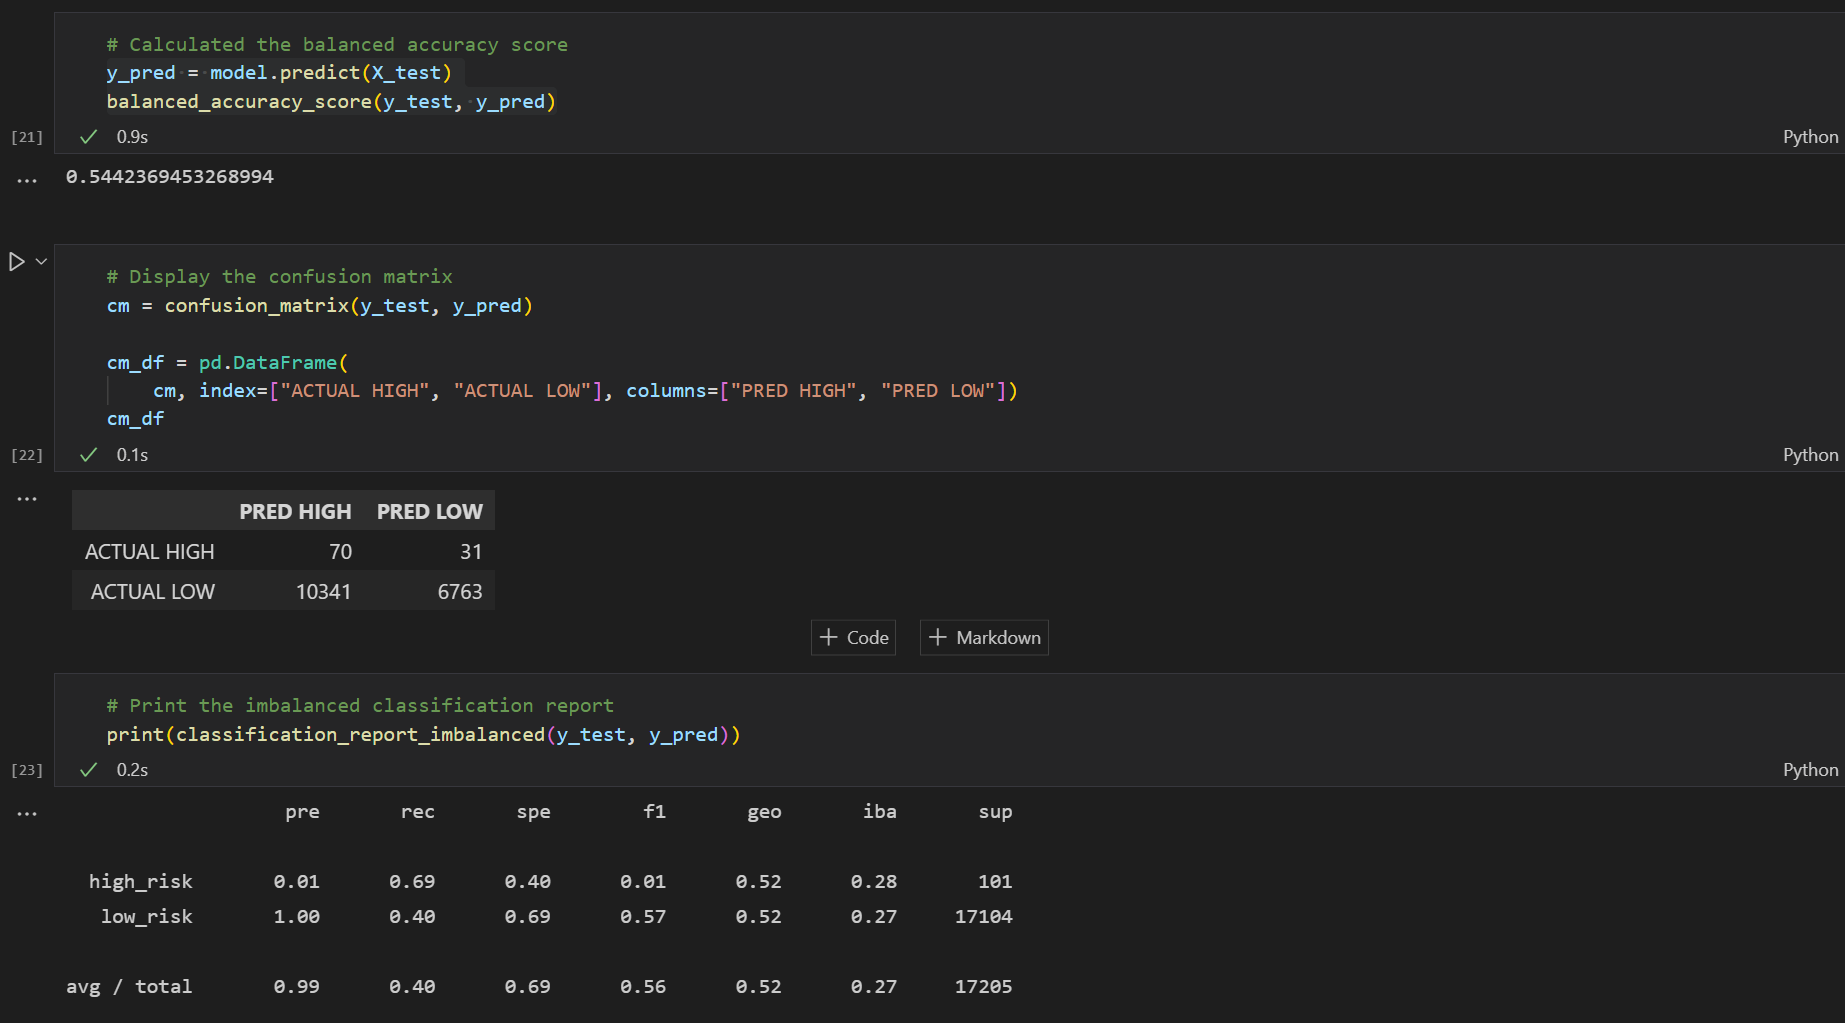 # Calculated the balanced accuracy score
y_pred = model.predict(X_test)
balanced_accuracy_score(y_test, y_pred)
[21] 0.9s Python
... 0.5442369453268994
# Display the confusion matrix
cm = confusion_matrix(y_test, y_pred)
cm_df = pd.DataFrame(
cm, index=["ACTUAL HIGH", "ACTUAL LOW"], columns=["PRED HIGH", "PRED LOW"])
cm_df
[22] 0.1s Python
...
PRED HIGH PRED LOW
ACTUAL HIGH 70 31
ACTUAL LOW 10341 6763
+ Code + Markdown
# Print the imbalanced classification report
print(classification_report_imbalanced(y_test, y_pred))
[23] 0.2s Python
... pre rec spe f1 geo iba sup
high_risk 0.01 0.69 0.40 0.01 0.52 0.28 101
low_risk 1.00 0.40 0.69 0.57 0.52 0.27 17104
avg / total 0.99 0.40 0.69 0.56 0.52 0.27 17205